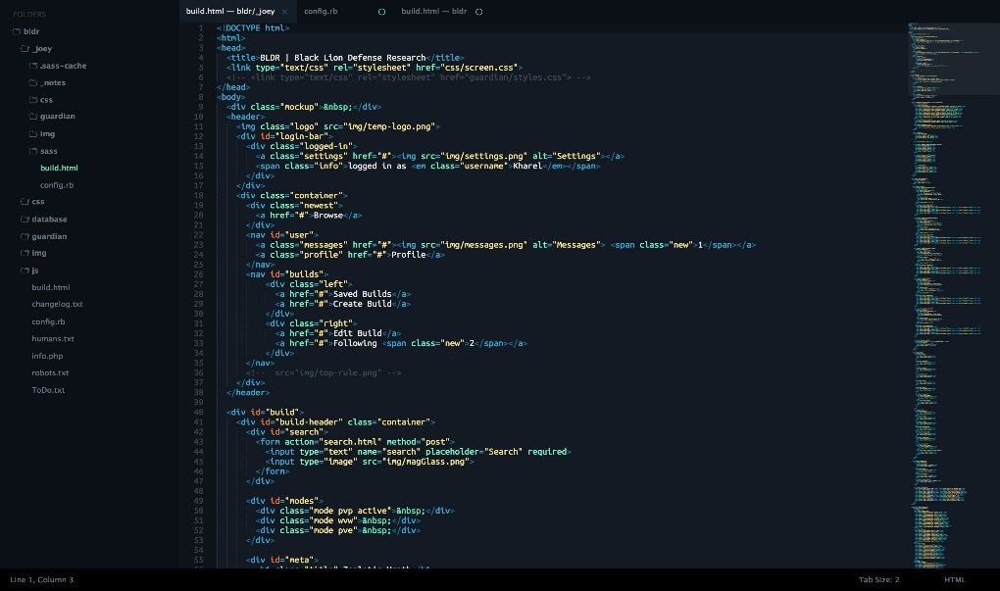 FOLDERS
bldr
_joey
.sass-cache
_notes
css
guardian
img
sass
build.html
config.rb
css
database
guardian
img
js
build.html
changelog.txt
config.rb
humans.txt
info.php
robots.txt
ToDo.txt
build.html — bldr/_joey × config.rb build.html — bldr
1 <!DOCTYPE html>
2 <html>
3 <head>
4 <title>BLDR | Black Lion Defense Research</title>
5 <link type="text/css" rel="stylesheet" href="css/screen.css">
6 <!-- <link type="text/css" rel="stylesheet" href="guardian/styles.css"> -->
7 </head>
8 <body>
9 <div class="mockup">&nbsp;</div>
10 <header>
11 <img class="logo" src="img/temp-logo.png">
12 <div id="login-bar">
13 <div class="logged-in">
14 <a class="settings" href="#"><img src="img/settings.png" alt="Settings"></a>
15 <span class="info">logged in as <em class="username">Kharel</em></span>
16 </div>
17 </div>
18 <div class="container">
19 <div class="newest">
20 <a href="#">Browse</a>
21 </div>
22 <nav id="user">
23 <a class="messages" href="#"><img src="img/messages.png" alt="Messages"> <span class="new">1</span></a>
24 <a class="profile" href="#">Profile</a>
25 </nav>
26 <nav id="builds">
27 <div class="left">
28 <a href="#">Saved Builds</a>
29 <a href="#">Create Build</a>
30 </div>
31 <div class="right">
32 <a href="#">Edit Build</a>
33 <a href="#">Following <span class="new">2</span></a>
34 </div>
35 </nav>
36 <!-- src="img/top-rule.png" -->
37 </div>
38 </header>
39
40 <div id="build">
41 <div id="build-header" class="container">
42 <div id="search">
43 <form action="search.html" method="post">
44 <input type="text" name="search" placeholder="Search" required>
45 <input type="image" src="img/magGlass.png">
46 </form>
47 </div>
48
49 <div id="modes">
50 <div class="mode pvp active">&nbsp;</div>
51 <div class="mode wvw">&nbsp;</div>
52 <div class="mode pve">&nbsp;</div>
53 </div>
54
55 <div id="meta">
Line 1, Column 3 Tab Size: 2 HTML